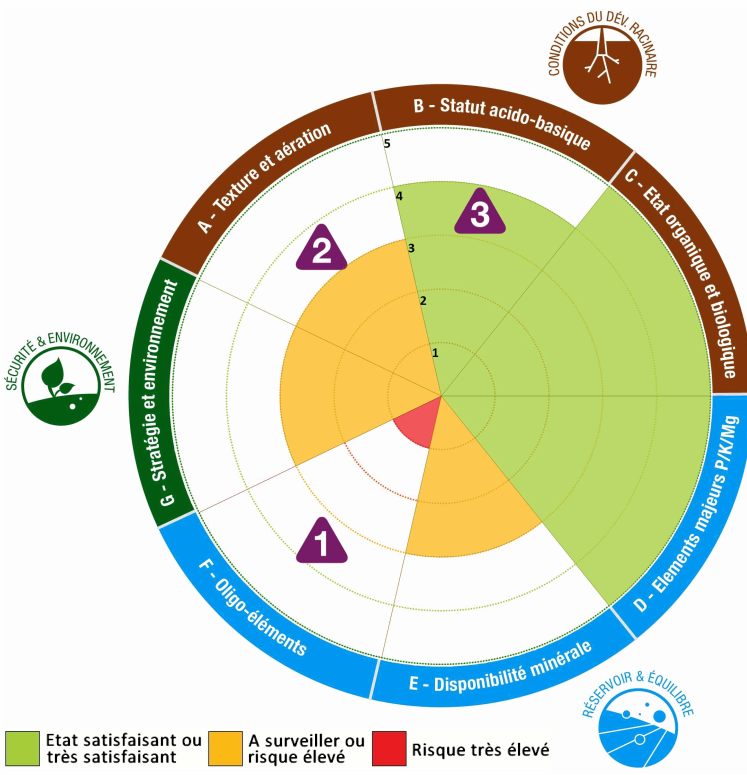 CONDITIONS DU DÉV. RACINAIRE
B - Statut acido-basique
A - Texture et aération
C - Etat organique et biologique
5
4
3
3
2
2
1
SÉCURITÉ & ENVIRONNEMENT
G - Stratégie et environnement
D - Elements majeurs P/K/Mg
1
F - Oligo-éléments
E - Disponibilité minérale
RÉSERVOIR & ÉQUILIBRE
Etat satisfaisant ou
très satisfaisant
A surveiller ou
risque élevé
Risque très élevé